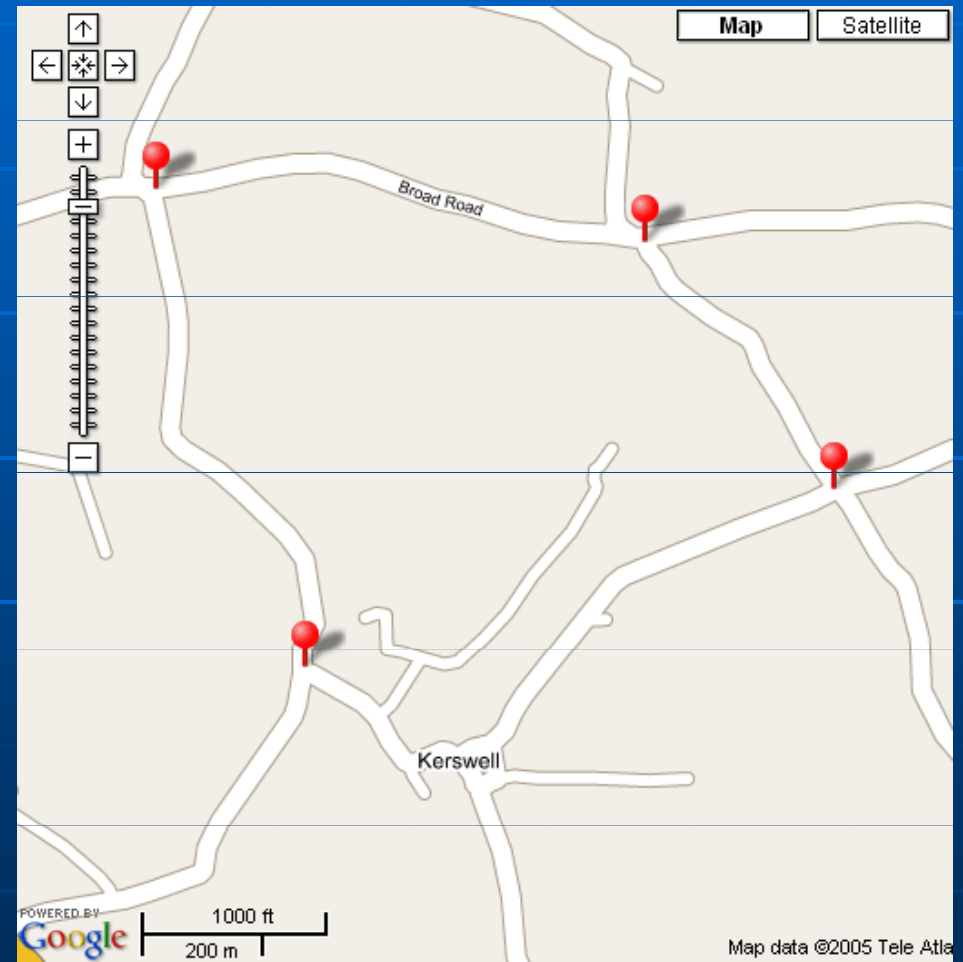 Map
Satellite
Broad Road
Kerswell
POWERED BY
Google
1000 ft
200 m
Map data ©2005 Tele Atla